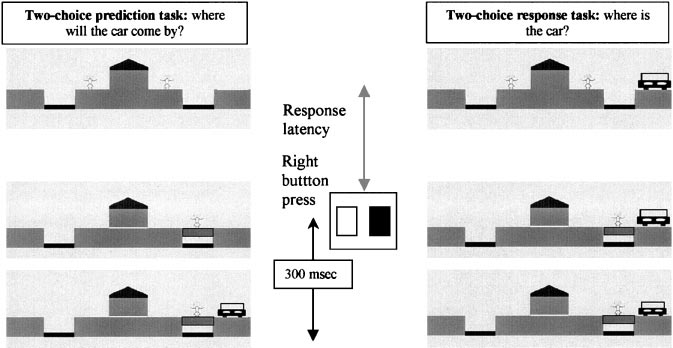 Two-choice prediction task: where
will the car come by?
Two-choice response task: where is
the car?
Response
latency
Right
buttton
press
300 msec